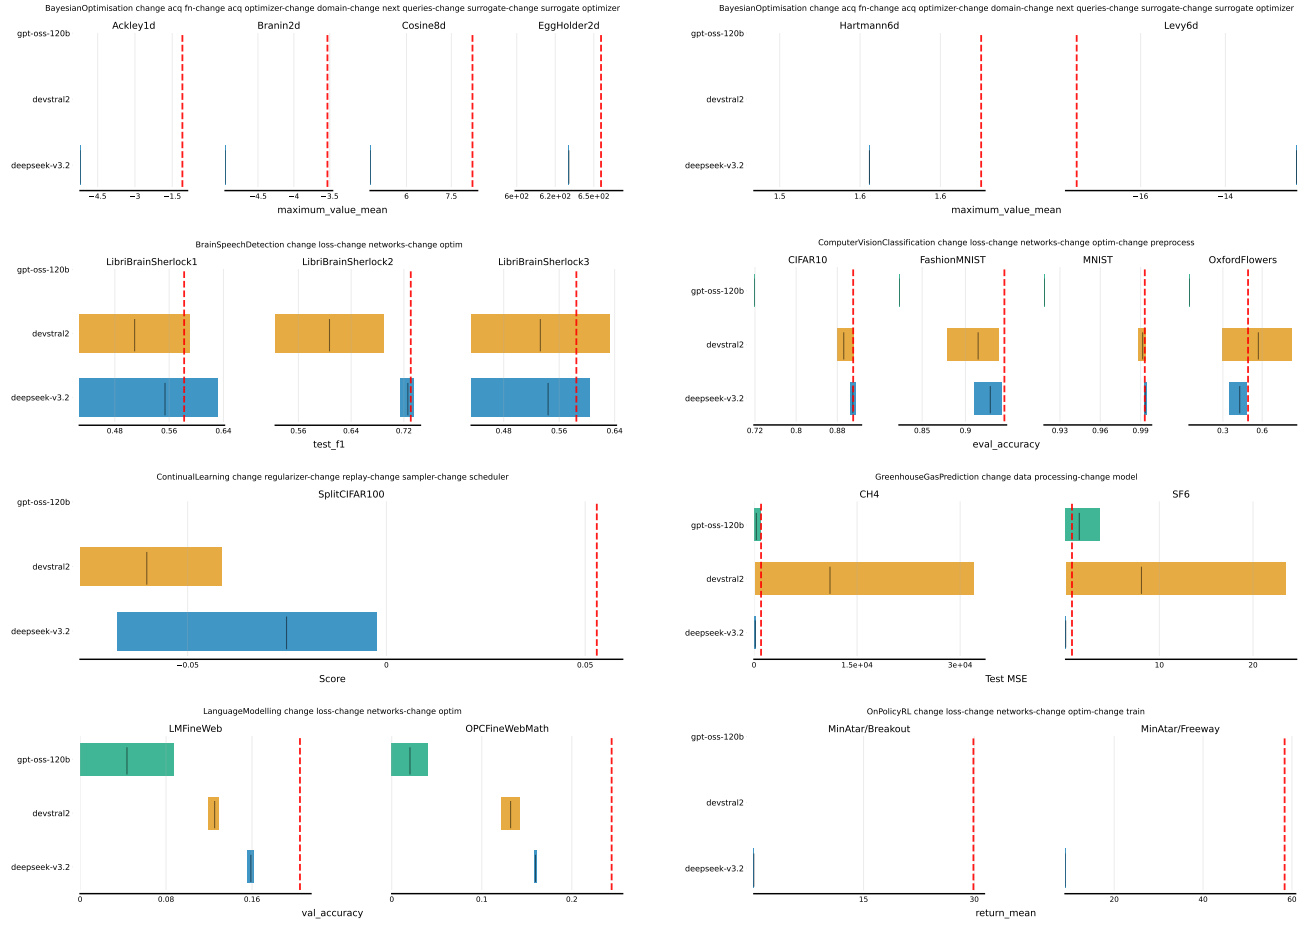 BayesianOptimisation change acq fn-change acq optimizer-change domain-change next queries-change surrogate-change surrogate optimizer
Ackley1d Branin2d Cosine8d EggHolder2d
gpt-oss-120b
devstral2
deepseek-v3.2
−4.5 −3 −1.5 −4.5 −4 −3.5 6 7.5 6e+02 6.2e+02 6.5e+02
maximum_value_mean
BayesianOptimisation change acq fn-change acq optimizer-change domain-change next queries-change surrogate-change surrogate optimizer
Hartmann6d Levy6d
gpt-oss-120b
devstral2
deepseek-v3.2
1.5 1.6 1.6 −16 −14
maximum_value_mean
BrainSpeechDetection change loss-change networks-change optim
LibriBrainSherlock1 LibriBrainSherlock2 LibriBrainSherlock3
gpt-oss-120b
devstral2
deepseek-v3.2
0.48 0.56 0.64 0.56 0.64 0.72 0.48 0.56 0.64
test_f1
ComputerVisionClassification change loss-change networks-change optim-change preprocess
CIFAR10 FashionMNIST MNIST OxfordFlowers
gpt-oss-120b
devstral2
deepseek-v3.2
0.72 0.8 0.88 0.85 0.9 0.93 0.96 0.99 0.3 0.6
eval_accuracy
ContinualLearning change regularizer-change replay-change sampler-change scheduler
SplitCIFAR100
gpt-oss-120b
devstral2
deepseek-v3.2
−0.05 0 0.05
Score
GreenhouseGasPrediction change data processing-change model
CH4 SF6
gpt-oss-120b
devstral2
deepseek-v3.2
0 1.5e+04 3e+04 10 20
Test MSE
LanguageModelling change loss-change networks-change optim
LMFineWeb OPCFineWebMath
gpt-oss-120b
devstral2
deepseek-v3.2
0 0.08 0.16 0 0.1 0.2
val_accuracy
OnPolicyRL change loss-change networks-change optim-change train
MinAtar/Breakout MinAtar/Freeway
gpt-oss-120b
devstral2
deepseek-v3.2
15 30 20 40 60
return_mean